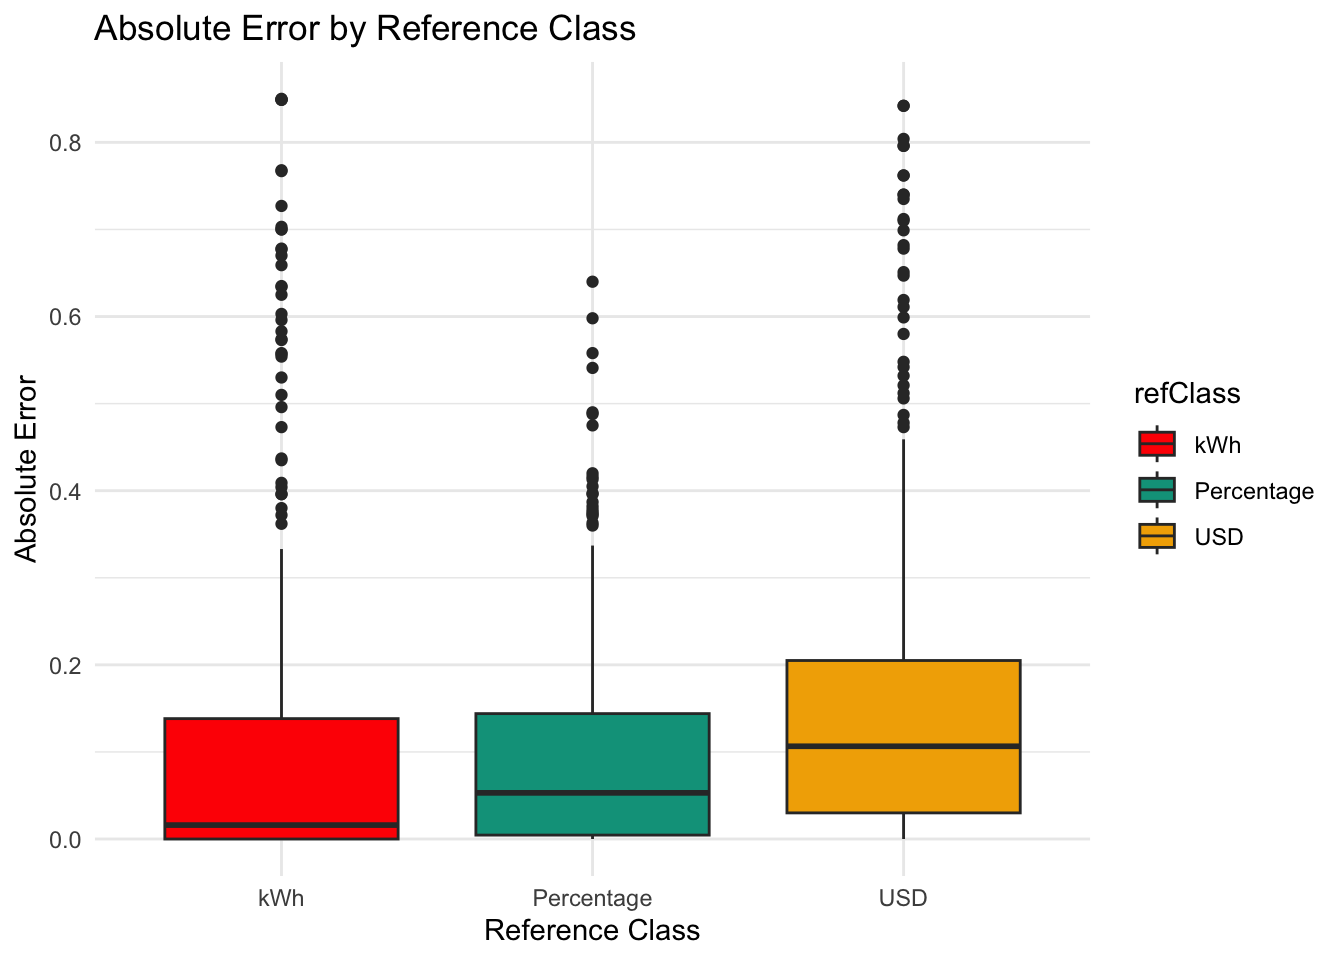 Absolute Error by Reference Class
0.8
0.6
0.4
0.2
0.0
Absolute Error
kWh
Percentage
USD
Reference Class
refClass
kWh
Percentage
USD